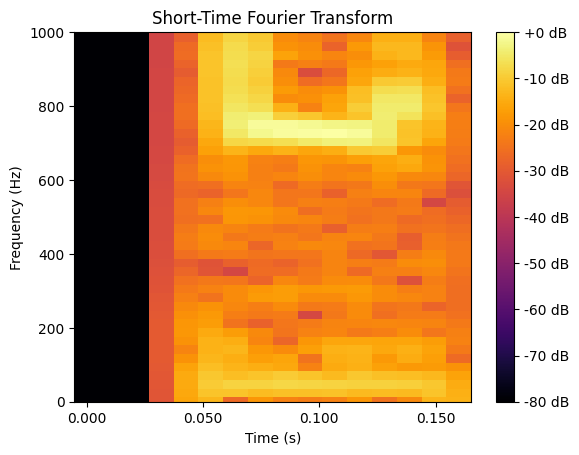 Short-Time Fourier Transform
1000
800
600
400
200
0
Frequency (Hz)
0.000
0.050
0.100
0.150
Time (s)
+0 dB
-10 dB
-20 dB
-30 dB
-40 dB
-50 dB
-60 dB
-70 dB
-80 dB